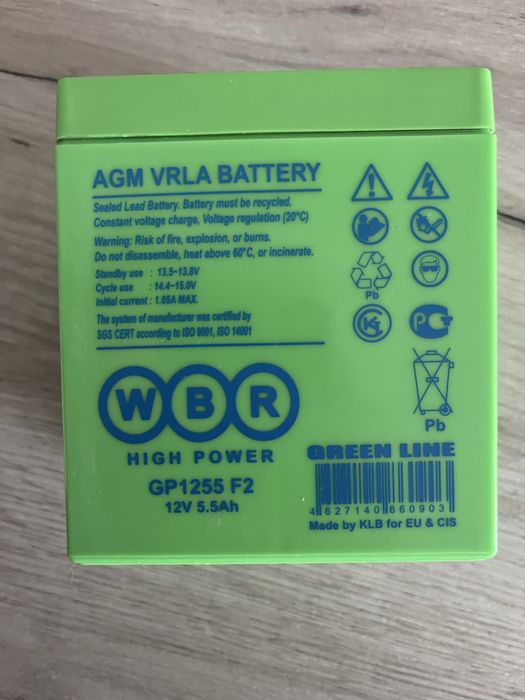 AGM VRLA BATTERY
Sealed Lead Battery. Battery must be recycled.
Constant voltage charge, Voltage regulation (20°C)
Warning: Risk of fire, explosion, or burns.
Do not disassemble, heat above 60°C, or incinerate.
Standby use : 13.5~13.8V
Cycle use : 14.4~15.0V
Initial current : 1.65A MAX.
The system of manufacturer was certified by
SGS CERT according to ISO 9001, ISO 14001
Pb
Pb
WBR
HIGH POWER
GP1255 F2
12V 5.5Ah
GREEN LINE
4 627140 860903
Made by KLB for EU & CIS